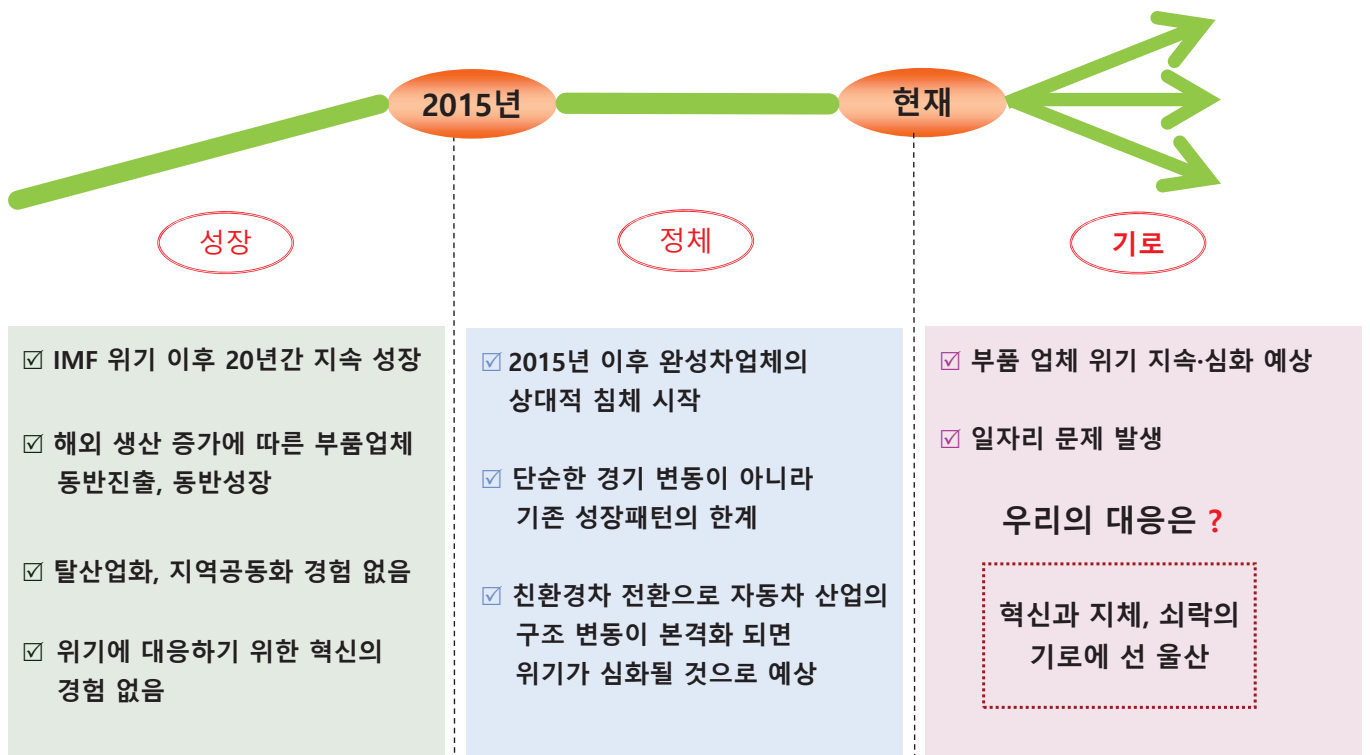 2015년
현재
성장
정체
기로
☑ IMF 위기 이후 20년간 지속 성장
☑ 해외 생산 증가에 따른 부품업체
동반진출, 동반성장
☑ 탈산업화, 지역공동화 경험 없음
☑ 위기에 대응하기 위한 혁신의
경험 없음
☑ 2015년 이후 완성차업체의
상대적 침체 시작
☑ 단순한 경기 변동이 아니라
기존 성장패턴의 한계
☑ 친환경차 전환으로 자동차 산업의
구조 변동이 본격화 되면
위기가 심화될 것으로 예상
☑ 부품 업체 위기 지속·심화 예상
☑ 일자리 문제 발생
우리의 대응은 ?
혁신과 지체, 쇠락의
기로에 선 울산